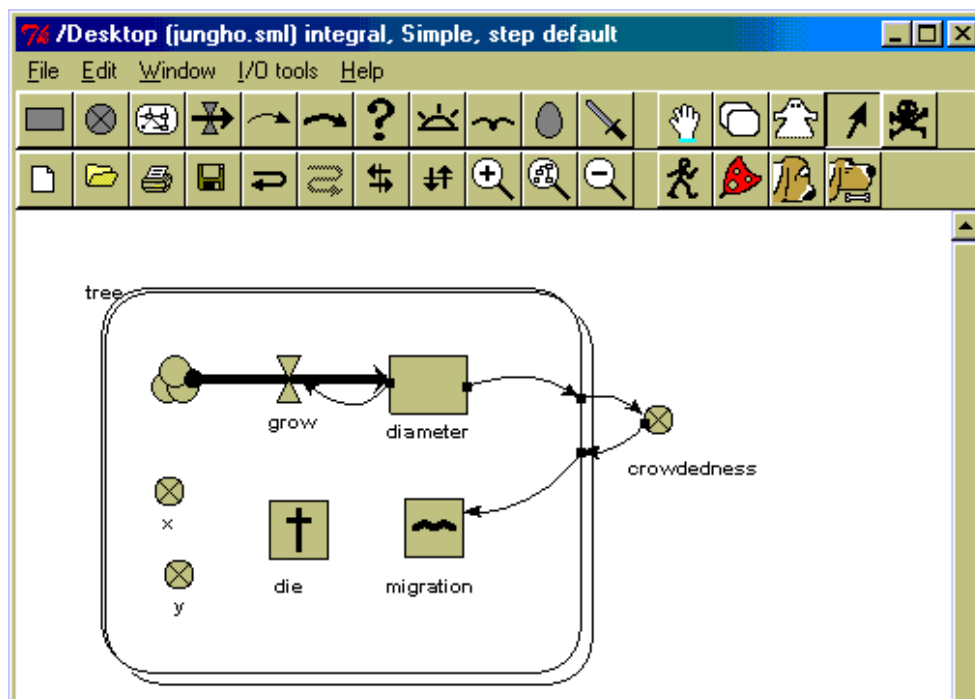 /Desktop (jungho.sml) integral, Simple, step default
File Edit Window I/O tools Help
tree
grow
diameter
crowdedness
x
die
migration
y